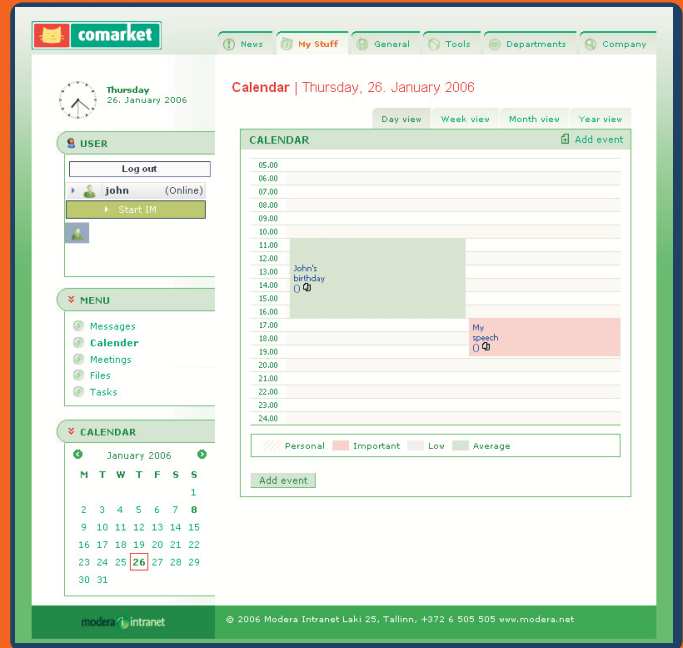 comarket
News My Stuff General Tools Departments Company
Thursday
26. January 2006
Calendar | Thursday, 26. January 2006
Day view Week view Month view Year view
USER
Log out
john (Online)
Start IM
MENU
Messages
Calender
Meetings
Files
Tasks
CALENDAR
January 2006
M T W T F S S
1
2 3 4 5 6 7 8
9 10 11 12 13 14 15
16 17 18 19 20 21 22
23 24 25 26 27 28 29
30 31
CALENDAR Add event
05.00
06.00
07.00
08.00
09.00
10.00
11.00
12.00
13.00
14.00
15.00
16.00
17.00
18.00
19.00
20.00
21.00
22.00
23.00
24.00
John's
birthday
()
My
speech
()
Personal Important Low Average
Add event
modera intranet
© 2006 Modera Intranet Laki 25, Tallinn, +372 6 505 505 www.modera.net